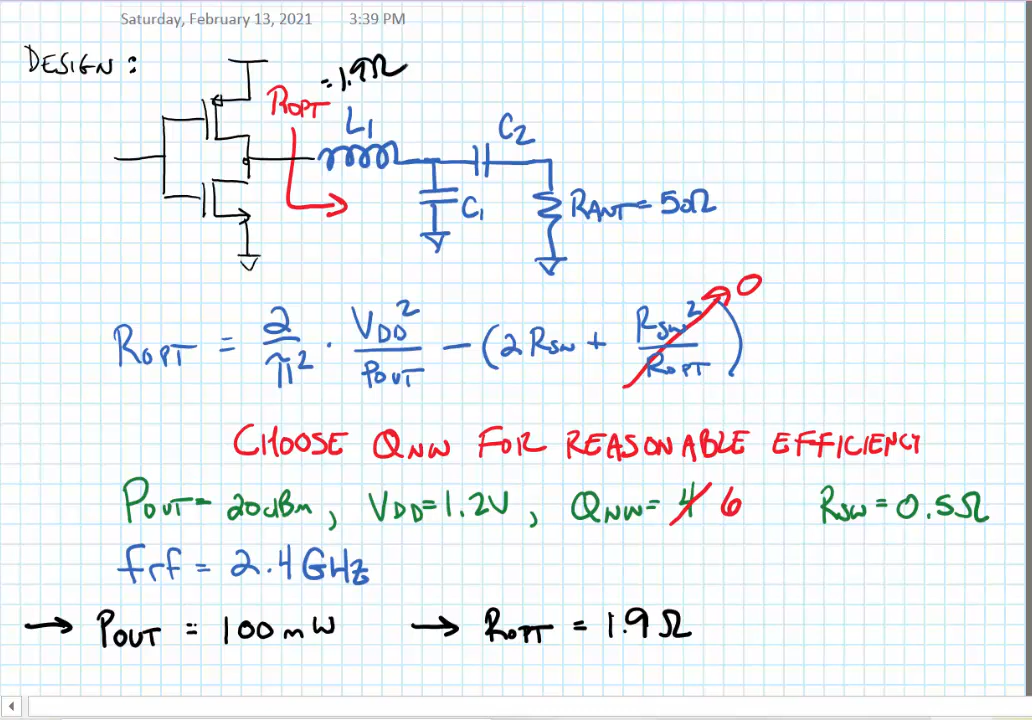 Saturday, February 13, 2021 3:39 PM
DESIGN:
ROPT = 1.9Ω
L1
C2
C1
RANT = 50Ω
ROPT = 2/π² · VDD²/POUT − (2RSW + RSW²/ROPT) 0
CHOOSE QNW FOR REASONABLE EFFICIENCY
POUT = 20dBm, VDD = 1.2V, QNW = 4 6 RSW = 0.5Ω
frf = 2.4 GHz
→ POUT = 100mW → ROPT = 1.9Ω